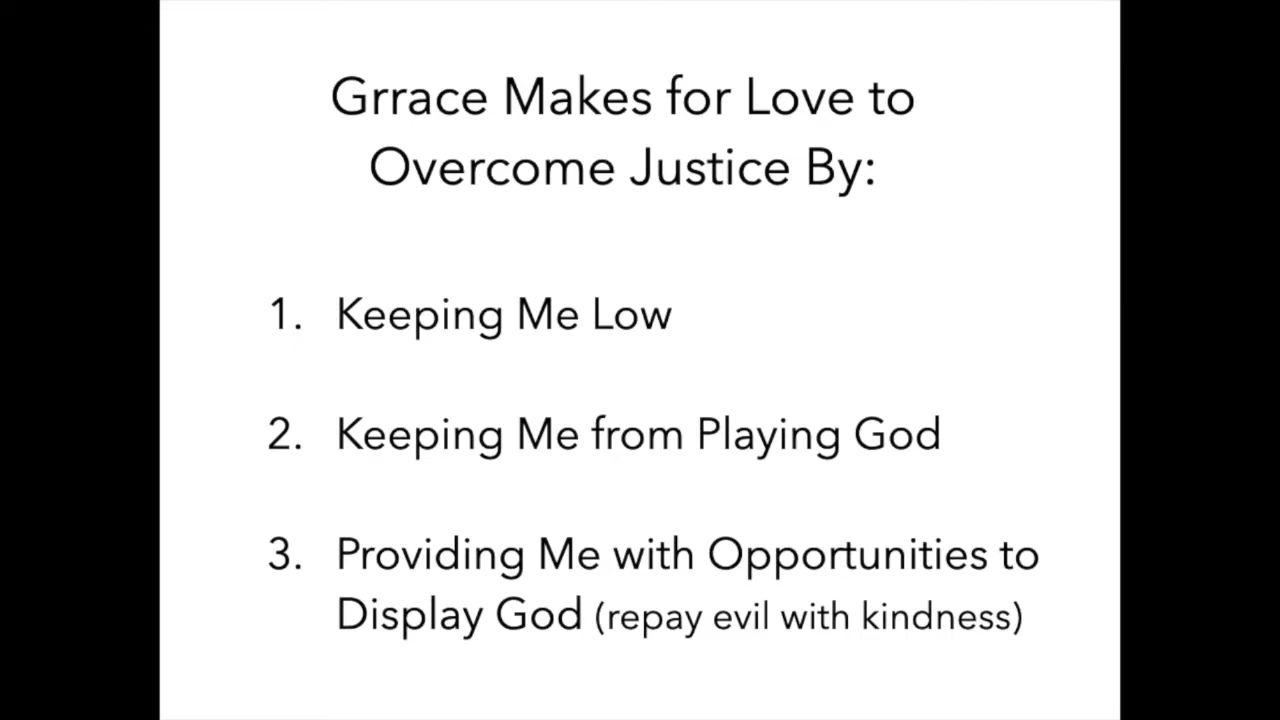 Grrace Makes for Love to
Overcome Justice By:
1. Keeping Me Low
2. Keeping Me from Playing God
3. Providing Me with Opportunities to
Display God (repay evil with kindness)